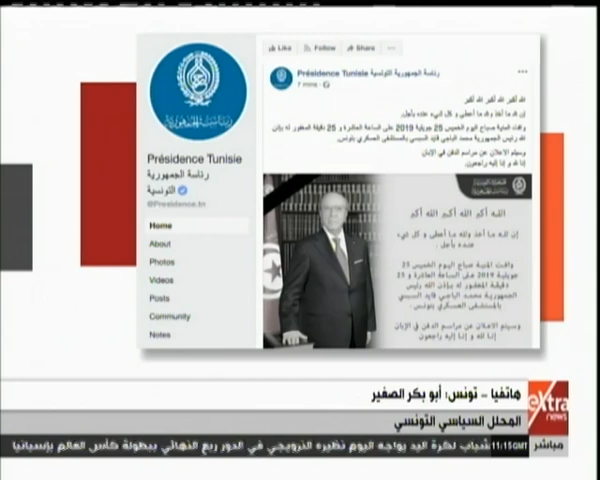 Like Follow Share ...
رئاسة الجمهورية
Présidence Tunisie
رئاسة الجمهورية
التونسية
@Presidence.tn
Home
About
Photos
Videos
Posts
Community
Notes
Présidence Tunisie رئاسة الجمهورية التونسية
7 mins
الله أكبر الله أكبر الله أكبر
إن لله ما أخذ وله ما أعطى و كل شيء عنده بأجل.
وافت المنية صباح اليوم الخميس 25 جويلية 2019 على الساعة العاشرة و 25 دقيقة المغفور له بإذن
الله رئيس الجمهورية محمد الباجي قايد السبسي بالمستشفى العسكري بتونس.
وسيتم الاعلان عن مراسم الدفن في الإبان
إنا لله و إنا إليه راجعون.
الله أكبر الله أكبر الله أكبر
إن لله ما أخذ وله ما أعطى و كل شيء
عنده بأجل.
وافت المنية صباح اليوم الخميس 25
جويلية 2019 على الساعة العاشرة و 25
دقيقة المغفور له بإذن الله رئيس
الجمهورية محمد الباجي قايد السبسي
بالمستشفى العسكري بتونس.
وسيتم الاعلان عن مراسم الدفن في الإبان
إنا لله و إنا إليه راجعون
هاتفيا - تونس: أبو بكر الصغير
المحلل السياسي التونسي
eXtra
news
مباشر
11:15GMT
شباب لكرة اليد يواجه اليوم نظيره النرويجي في الدور ربع النهائي ببطولة كأس العالم بإسبانيا